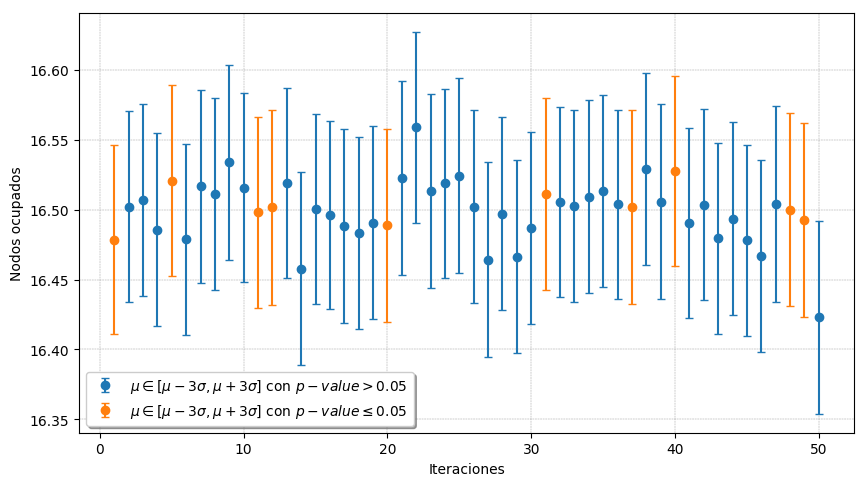 Nodos ocupados
16.60
16.55
16.50
16.45
16.40
16.35
μ ∈ [μ − 3σ, μ + 3σ] con p − value > 0.05
μ ∈ [μ − 3σ, μ + 3σ] con p − value ≤ 0.05
0 10 20 30 40 50
Iteraciones